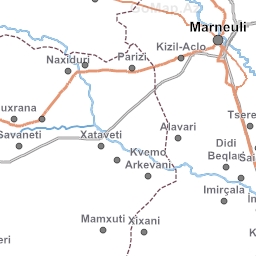 Marneuli
Kizil-Aclo
Parizi
Naxiduri
uxrana
Tsere
Savaneti
Xataveti
Alavari
Didi
Beqlar
Kvemo
Arkevani
Sai
Imirçala
In
Mamxuti
Xixani
eri